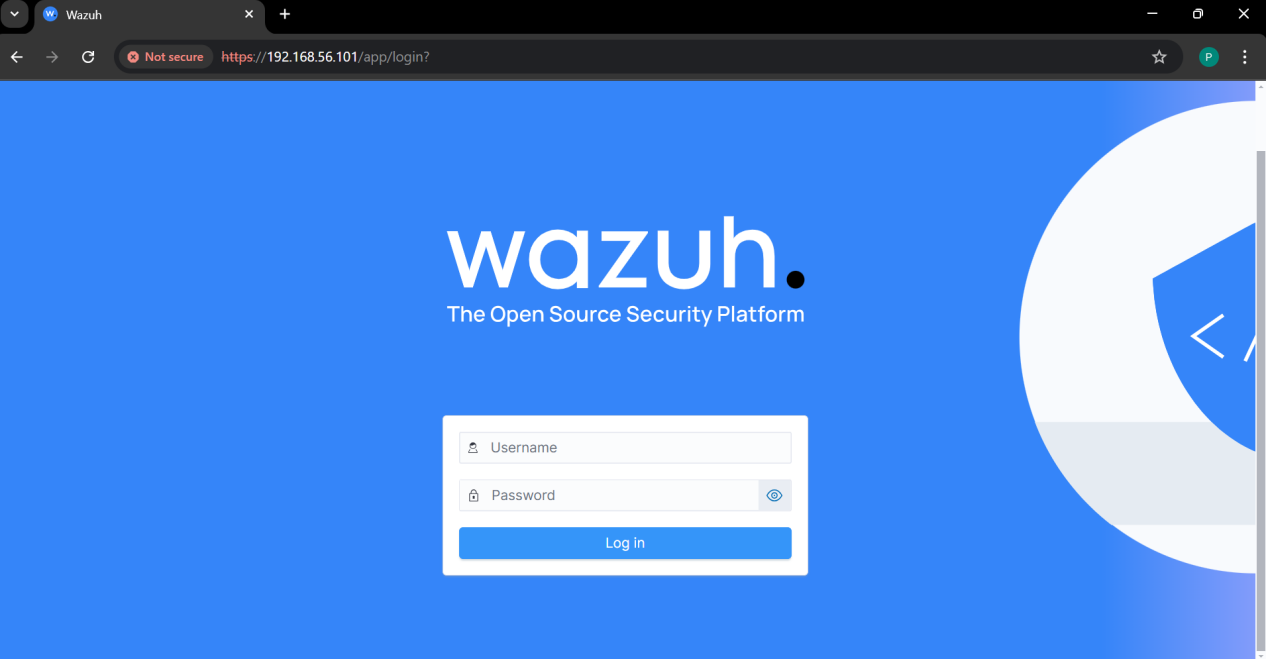 Wazuh
Not secure
https://192.168.56.101/app/login?
P
wazuh.
The Open Source Security Platform
</
Username
Password
Log in